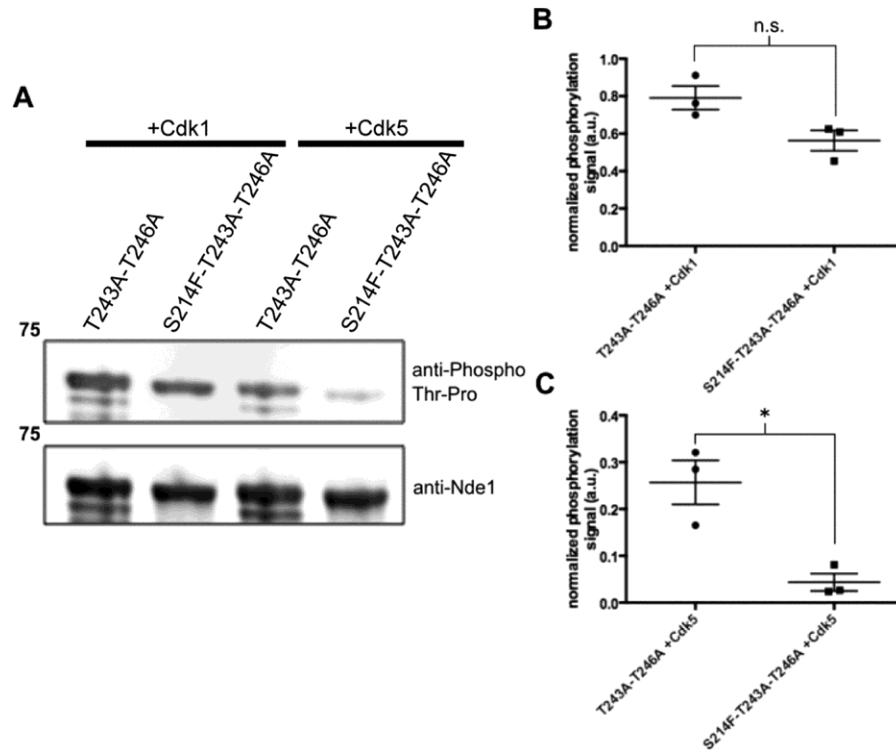 A
+Cdk1
+Cdk5
T243A-T246A
S214F-T243A-T246A
T243A-T246A
S214F-T243A-T246A
75
anti-Phospho
Thr-Pro
75
anti-Nde1
B
n.s.
normalized phosphorylation
signal (a.u.)
1.0
0.8
0.6
0.4
0.2
0.0
T243A-T246A +Cdk1
S214F-T243A-T246A +Cdk1
C
*
normalized phosphorylation
signal (a.u.)
0.4
0.3
0.2
0.1
0.0
T243A-T246A +Cdk5
S214F-T243A-T246A +Cdk5